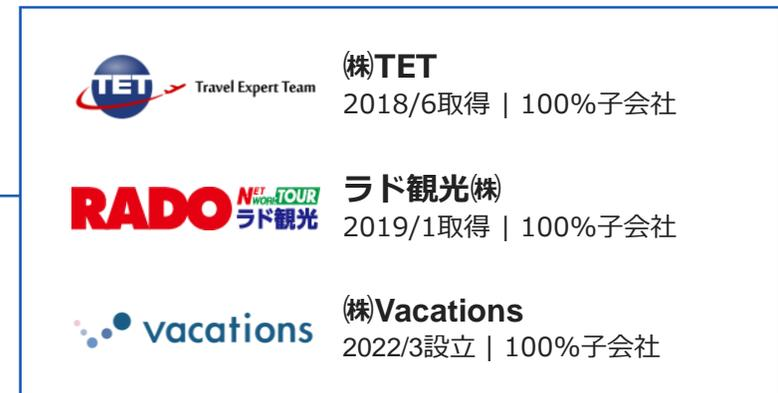 TET Travel Expert Team
㈱TET
2018/6取得 | 100%子会社
RADO NET WORK TOUR ラド観光
ラド観光㈱
2019/1取得 | 100%子会社
vacations
㈱Vacations
2022/3設立 | 100%子会社